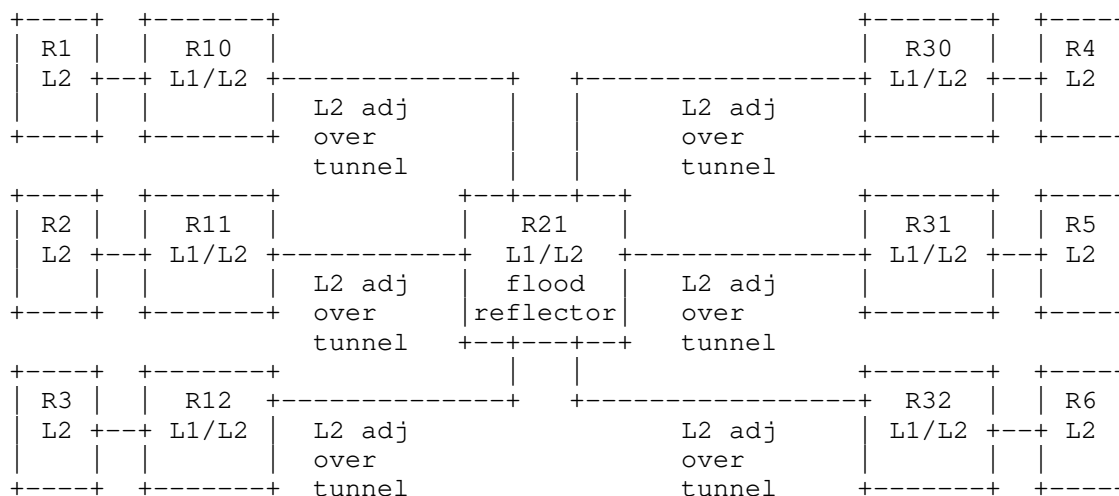 R1 R10 R30 R4
L2 L1/L2 L1/L2 L2
L2 adj L2 adj
over over
tunnel tunnel
R2 R11 R21 R31 R5
L2 L1/L2 L1/L2 L1/L2 L2
L2 adj flood L2 adj
over reflector over
tunnel tunnel
R3 R12 R32 R6
L2 L1/L2 L2 adj L2 adj L1/L2 L2
over over
tunnel tunnel